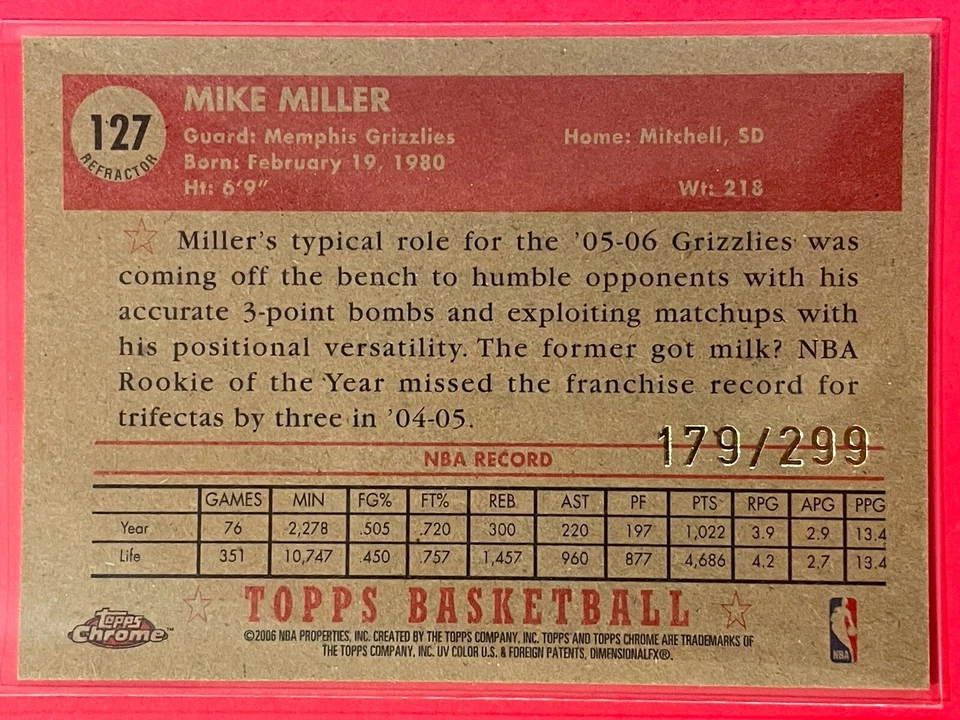 127
REFRACTOR
MIKE MILLER
Guard: Memphis Grizzlies Home: Mitchell, SD
Born: February 19, 1980
Ht: 6'9" Wt: 218
Miller's typical role for the '05-06 Grizzlies was
coming off the bench to humble opponents with his
accurate 3-point bombs and exploiting matchups with
his positional versatility. The former got milk? NBA
Rookie of the Year missed the franchise record for
trifectas by three in '04-05.
179/299
NBA RECORD
GAMES MIN FG% FT% REB AST PF PTS RPG APG PPG
Year 76 2,278 .505 .720 300 220 197 1,022 3.9 2.9 13.4
Life 351 10,747 .450 .757 1,457 960 877 4,686 4.2 2.7 13.4
TOPPS BASKETBALL
topps Chrome™
©2006 NBA PROPERTIES, INC. CREATED BY THE TOPPS COMPANY, INC. TOPPS AND TOPPS CHROME ARE TRADEMARKS OF
THE TOPPS COMPANY, INC. UV COLOR U.S. & FOREIGN PATENTS, DIMENSIONALFX®.
NBA